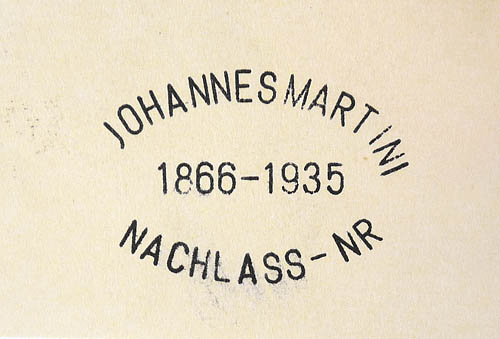 JOHANNES MARTINI
1866-1935
NACHLASS-NR